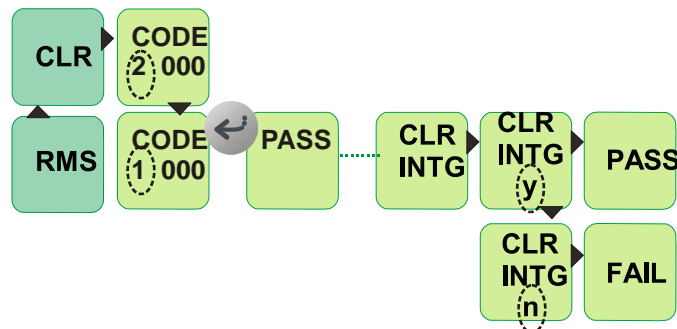 CLR
CODE
2 000
RMS
CODE
1 000
PASS
CLR
INTG
CLR
INTG
y
PASS
CLR
INTG
n
FAIL